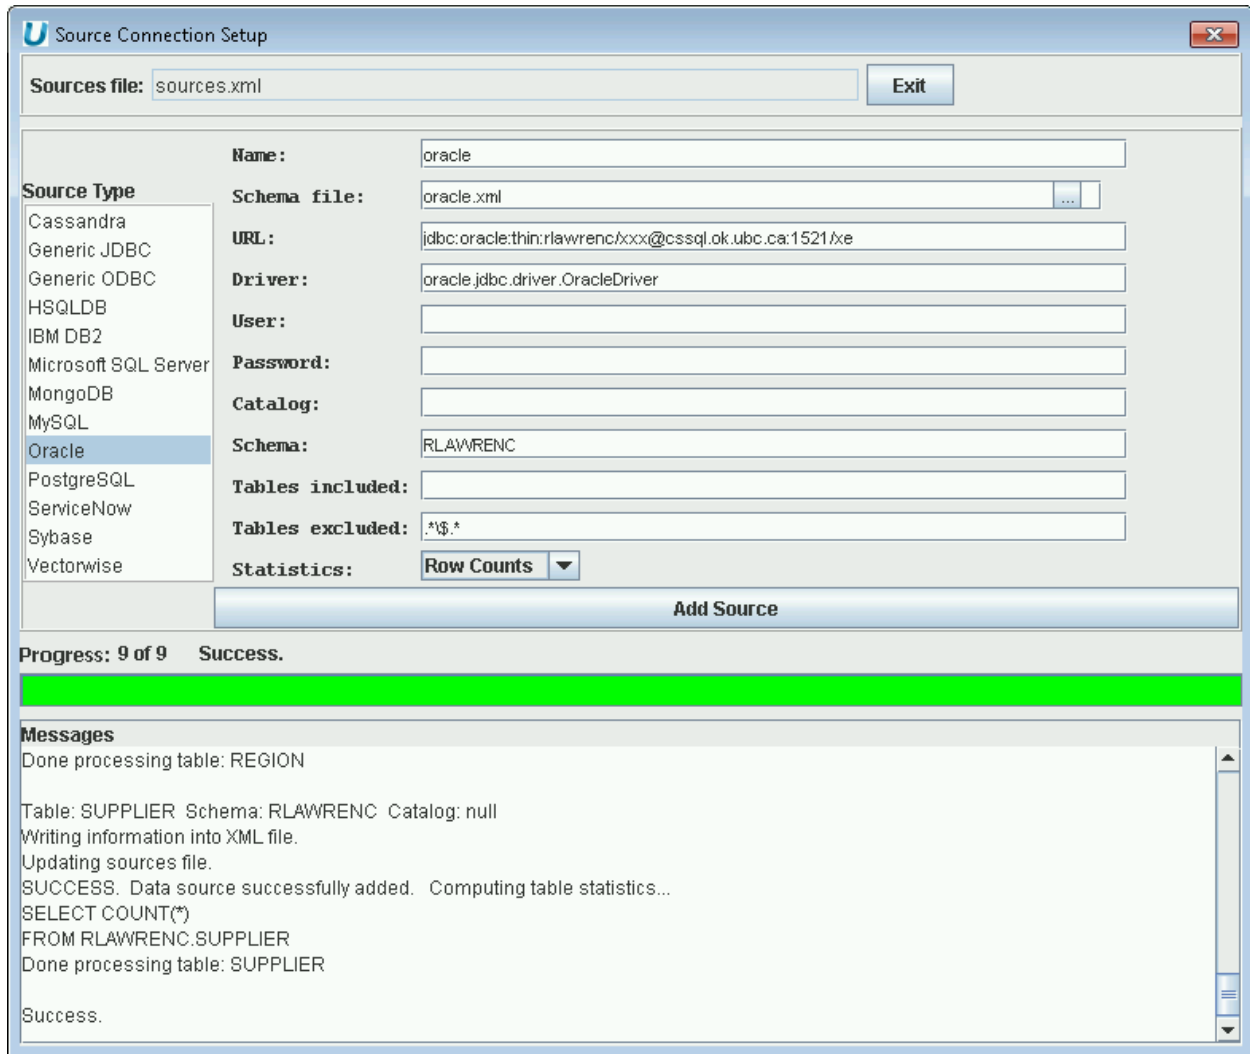 Source Connection Setup
Sources file: sources.xml Exit
Name: oracle
Source Type
Schema file: oracle.xml ...
Cassandra
URL: jdbc:oracle:thin:rlawrenc/xxx@cssql.ok.ubc.ca:1521/xe
Generic JDBC
Generic ODBC
Driver: oracle.jdbc.driver.OracleDriver
HSQLDB
User:
IBM DB2
Microsoft SQL Server
Password:
MongoDB
Catalog:
MySQL
Oracle
Schema: RLAWRENC
PostgreSQL
Tables included:
ServiceNow
Sybase
Tables excluded: .*\$.*
Vectorwise
Statistics: Row Counts
Add Source
Progress: 9 of 9 Success.
Messages
Done processing table: REGION
Table: SUPPLIER Schema: RLAWRENC Catalog: null
Writing information into XML file.
Updating sources file.
SUCCESS. Data source successfully added. Computing table statistics...
SELECT COUNT(*)
FROM RLAWRENC.SUPPLIER
Done processing table: SUPPLIER
Success.